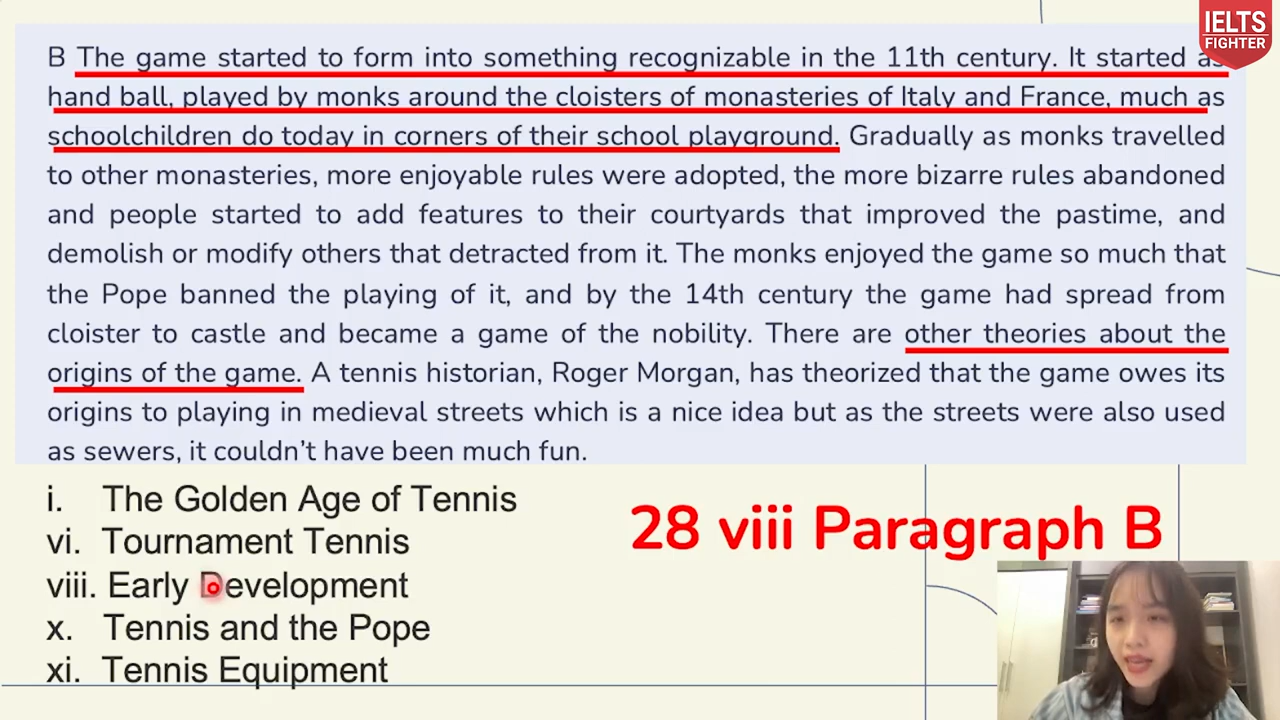 IELTS
FIGHTER
B The game started to form into something recognizable in the 11th century. It started as
hand ball, played by monks around the cloisters of monasteries of Italy and France, much as
schoolchildren do today in corners of their school playground. Gradually as monks travelled
to other monasteries, more enjoyable rules were adopted, the more bizarre rules abandoned
and people started to add features to their courtyards that improved the pastime, and
demolish or modify others that detracted from it. The monks enjoyed the game so much that
the Pope banned the playing of it, and by the 14th century the game had spread from
cloister to castle and became a game of the nobility. There are other theories about the
origins of the game. A tennis historian, Roger Morgan, has theorized that the game owes its
origins to playing in medieval streets which is a nice idea but as the streets were also used
as sewers, it couldn't have been much fun.
i. The Golden Age of Tennis
vi. Tournament Tennis
viii. Early Development
x. Tennis and the Pope
xi. Tennis Equipment
28 viii Paragraph B